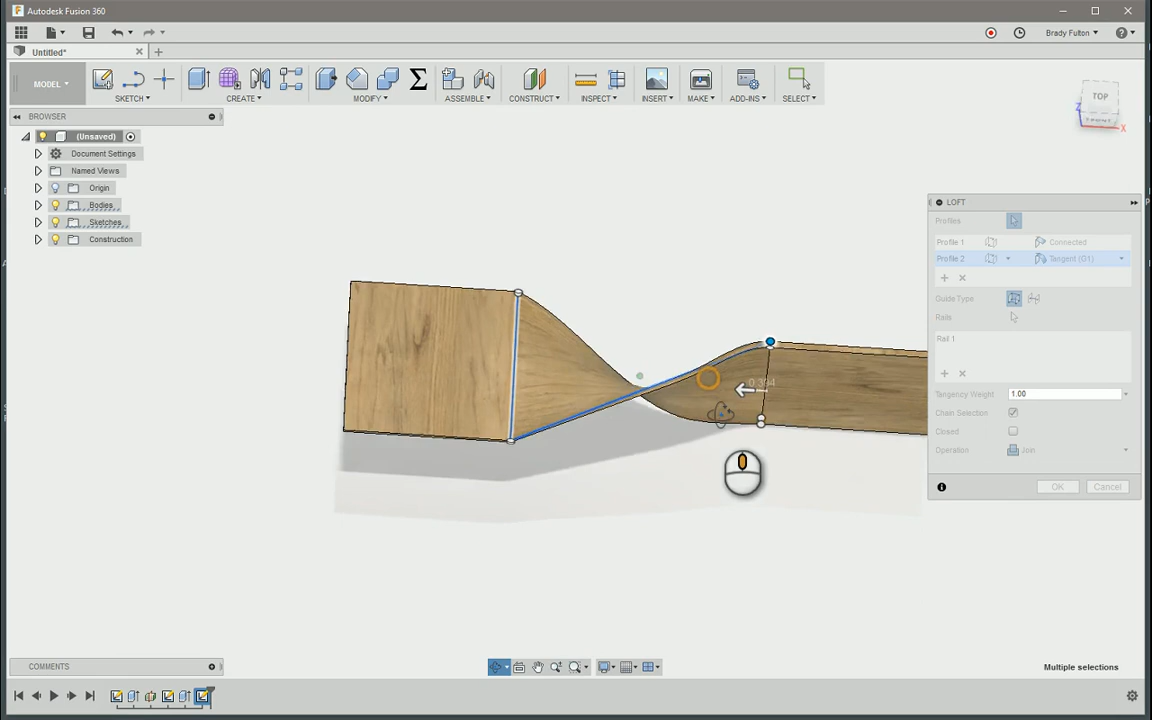 Autodesk Fusion 360
Brady Fulton
Untitled*
MODEL
SKETCH
CREATE
MODIFY
ASSEMBLE
CONSTRUCT
INSPECT
INSERT
MAKE
ADD-INS
SELECT
BROWSER
(Unsaved)
Document Settings
Named Views
Origin
Bodies
Sketches
Construction
TOP
FRONT
Z
X
LOFT
Profiles
Profile 1 Connected
Profile 2 Tangent (G1)
Guide Type
Rails
Rail 1
Tangency Weight 1.00
Chain Selection
Closed
Operation Join
OK Cancel
COMMENTS
Multiple selections